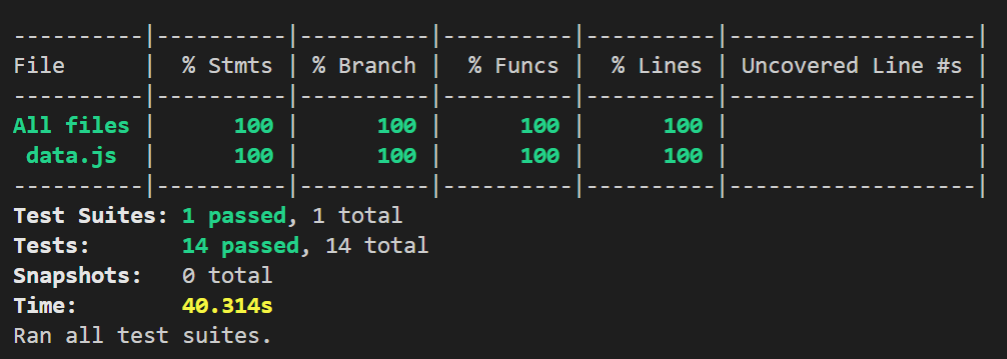 ----------|----------|----------|----------|----------|-------------------|
File      |  % Stmts | % Branch |  % Funcs |  % Lines | Uncovered Line #s |
----------|----------|----------|----------|----------|-------------------|
All files |      100 |      100 |      100 |      100 |                   |
 data.js  |      100 |      100 |      100 |      100 |                   |
----------|----------|----------|----------|----------|-------------------|
Test Suites: 1 passed, 1 total
Tests:       14 passed, 14 total
Snapshots:   0 total
Time:        40.314s
Ran all test suites.